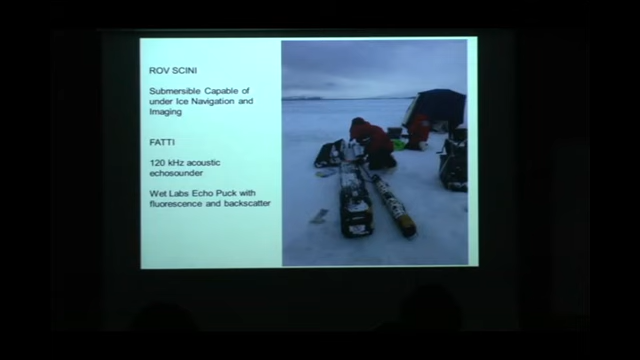 ROV SCINI
Submersible Capable of
under Ice Navigation and
Imaging
FATTI
120 kHz acoustic
echosounder
Wet Labs Echo Puck with
fluorescence and backscatter